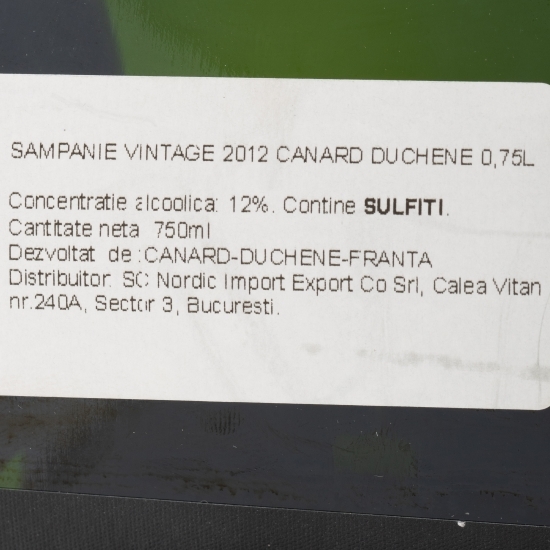 SAMPANIE VINTAGE 2012 CANARD DUCHENE 0,75L
Concentratie alcoolica: 12%. Contine SULFITI.
Cantitate neta: 750ml
Dezvoltat de :CANARD-DUCHENE-FRANTA
Distribuitor: SC Nordic Import Export Co Srl, Calea Vitan
nr.240A, Sector 3, Bucuresti.